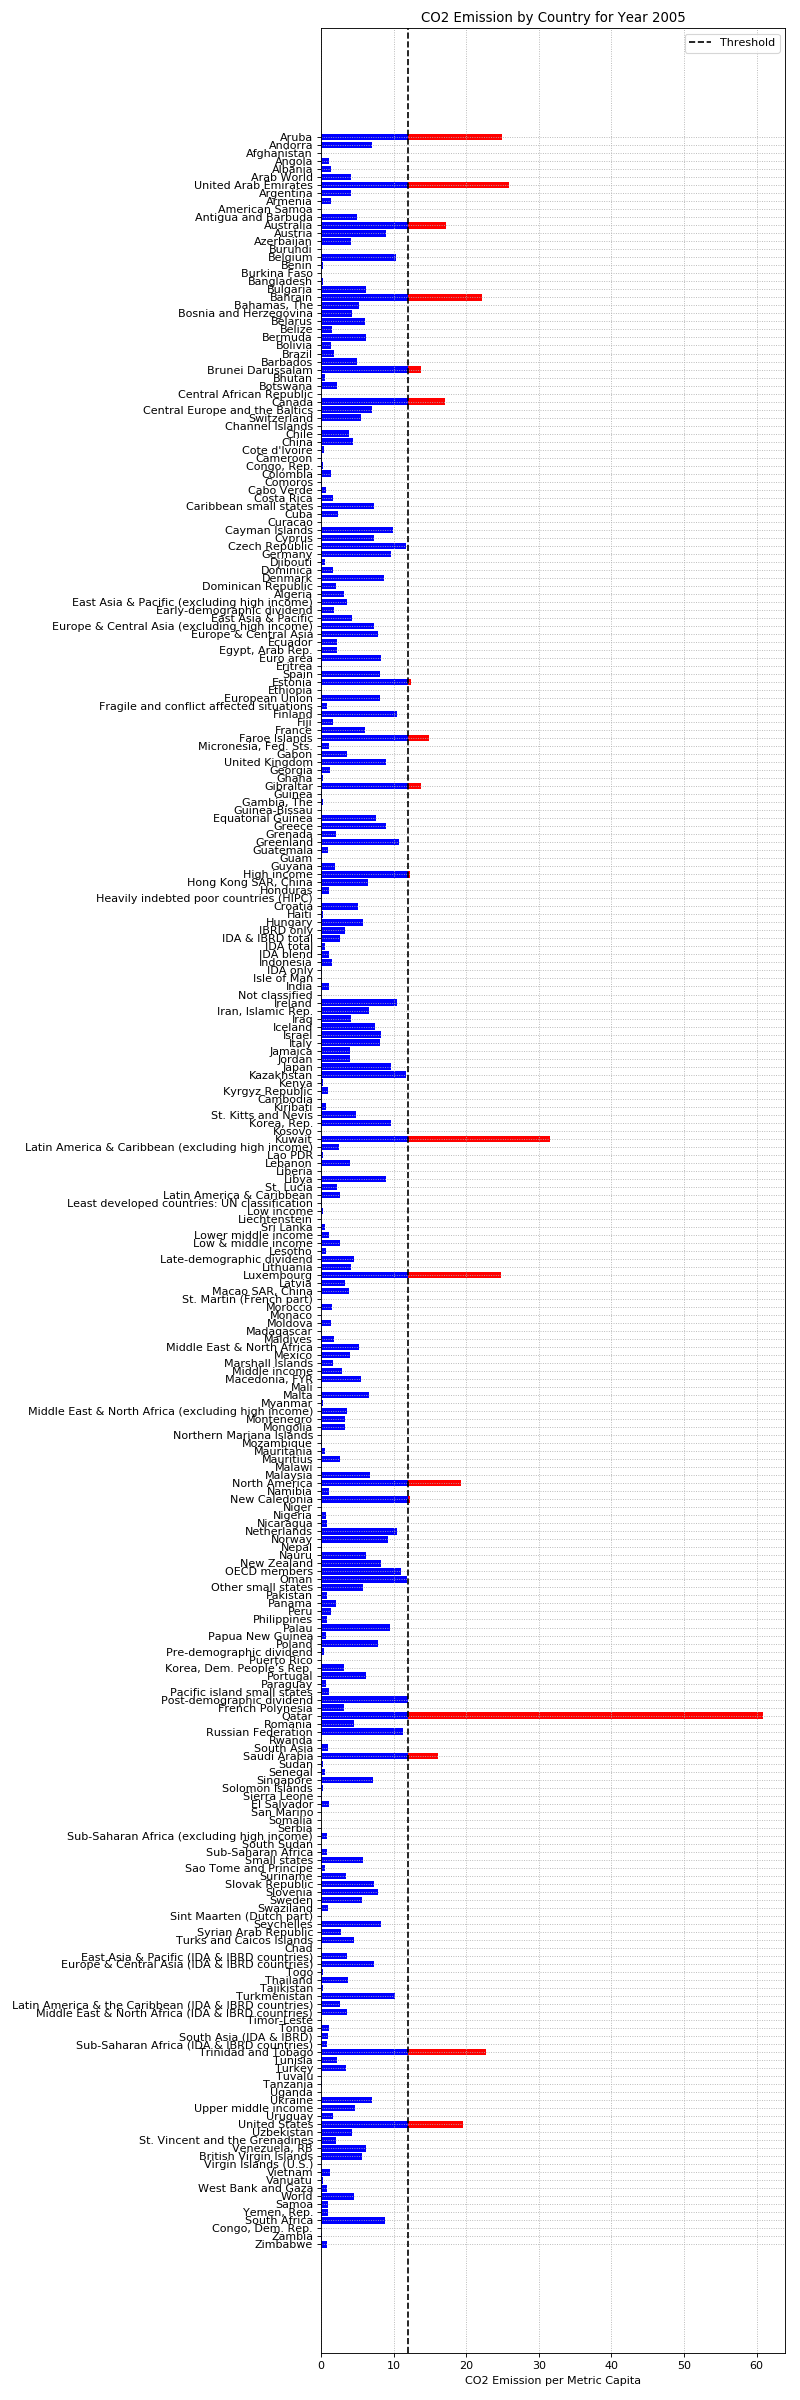 CO2 Emission by Country for Year 2005
Threshold
Aruba
Andorra
Afghanistan
Angola
Albania
Arab World
United Arab Emirates
Argentina
Armenia
American Samoa
Antigua and Barbuda
Australia
Austria
Azerbaijan
Burundi
Belgium
Benin
Burkina Faso
Bangladesh
Bulgaria
Bahrain
Bahamas, The
Bosnia and Herzegovina
Belarus
Belize
Bermuda
Bolivia
Brazil
Barbados
Brunei Darussalam
Bhutan
Botswana
Central African Republic
Canada
Central Europe and the Baltics
Switzerland
Channel Islands
Chile
China
Cote d'Ivoire
Cameroon
Congo, Rep.
Colombia
Comoros
Cabo Verde
Costa Rica
Caribbean small states
Cuba
Curacao
Cayman Islands
Cyprus
Czech Republic
Germany
Djibouti
Dominica
Denmark
Dominican Republic
Algeria
East Asia & Pacific (excluding high income)
Early-demographic dividend
East Asia & Pacific
Europe & Central Asia (excluding high income)
Europe & Central Asia
Ecuador
Egypt, Arab Rep.
Euro area
Eritrea
Spain
Estonia
Ethiopia
European Union
Fragile and conflict affected situations
Finland
Fiji
France
Faroe Islands
Micronesia, Fed. Sts.
Gabon
United Kingdom
Georgia
Ghana
Gibraltar
Guinea
Gambia, The
Guinea-Bissau
Equatorial Guinea
Greece
Grenada
Greenland
Guatemala
Guam
Guyana
High income
Hong Kong SAR, China
Honduras
Heavily indebted poor countries (HIPC)
Croatia
Haiti
Hungary
IBRD only
IDA & IBRD total
IDA total
IDA blend
Indonesia
IDA only
Isle of Man
India
Not classified
Ireland
Iran, Islamic Rep.
Iraq
Iceland
Israel
Italy
Jamaica
Jordan
Japan
Kazakhstan
Kenya
Kyrgyz Republic
Cambodia
Kiribati
St. Kitts and Nevis
Korea, Rep.
Kosovo
Kuwait
Latin America & Caribbean (excluding high income)
Lao PDR
Lebanon
Liberia
Libya
St. Lucia
Latin America & Caribbean
Least developed countries: UN classification
Low income
Liechtenstein
Sri Lanka
Lower middle income
Low & middle income
Lesotho
Late-demographic dividend
Lithuania
Luxembourg
Latvia
Macao SAR, China
St. Martin (French part)
Morocco
Monaco
Moldova
Madagascar
Maldives
Middle East & North Africa
Mexico
Marshall Islands
Middle income
Macedonia, FYR
Mali
Malta
Myanmar
Middle East & North Africa (excluding high income)
Montenegro
Mongolia
Northern Mariana Islands
Mozambique
Mauritania
Mauritius
Malawi
Malaysia
North America
Namibia
New Caledonia
Niger
Nigeria
Nicaragua
Netherlands
Norway
Nepal
Nauru
New Zealand
OECD members
Oman
Other small states
Pakistan
Panama
Peru
Philippines
Palau
Papua New Guinea
Poland
Pre-demographic dividend
Puerto Rico
Korea, Dem. People's Rep.
Portugal
Paraguay
Pacific island small states
Post-demographic dividend
French Polynesia
Qatar
Romania
Russian Federation
Rwanda
South Asia
Saudi Arabia
Sudan
Senegal
Singapore
Solomon Islands
Sierra Leone
El Salvador
San Marino
Somalia
Serbia
Sub-Saharan Africa (excluding high income)
South Sudan
Sub-Saharan Africa
Small states
Sao Tome and Principe
Suriname
Slovak Republic
Slovenia
Sweden
Swaziland
Sint Maarten (Dutch part)
Seychelles
Syrian Arab Republic
Turks and Caicos Islands
Chad
East Asia & Pacific (IDA & IBRD countries)
Europe & Central Asia (IDA & IBRD countries)
Togo
Thailand
Tajikistan
Turkmenistan
Latin America & the Caribbean (IDA & IBRD countries)
Middle East & North Africa (IDA & IBRD countries)
Timor-Leste
Tonga
South Asia (IDA & IBRD)
Sub-Saharan Africa (IDA & IBRD countries)
Trinidad and Tobago
Tunisia
Turkey
Tuvalu
Tanzania
Uganda
Ukraine
Upper middle income
Uruguay
United States
Uzbekistan
St. Vincent and the Grenadines
Venezuela, RB
British Virgin Islands
Virgin Islands (U.S.)
Vietnam
Vanuatu
West Bank and Gaza
World
Samoa
Yemen, Rep.
South Africa
Congo, Dem. Rep.
Zambia
Zimbabwe
0 10 20 30 40 50 60
CO2 Emission per Metric Capita